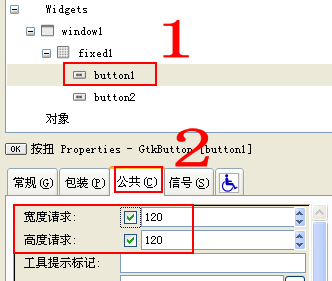 Widgets
window1
fixed1
1
button1
button2
对象
2
OK 按扭 Properties - GtkButton [button1]
常规(G) 包装(P) 公共(C) 信号(S)
宽度请求: 120
高度请求: 120
工具提示标记: